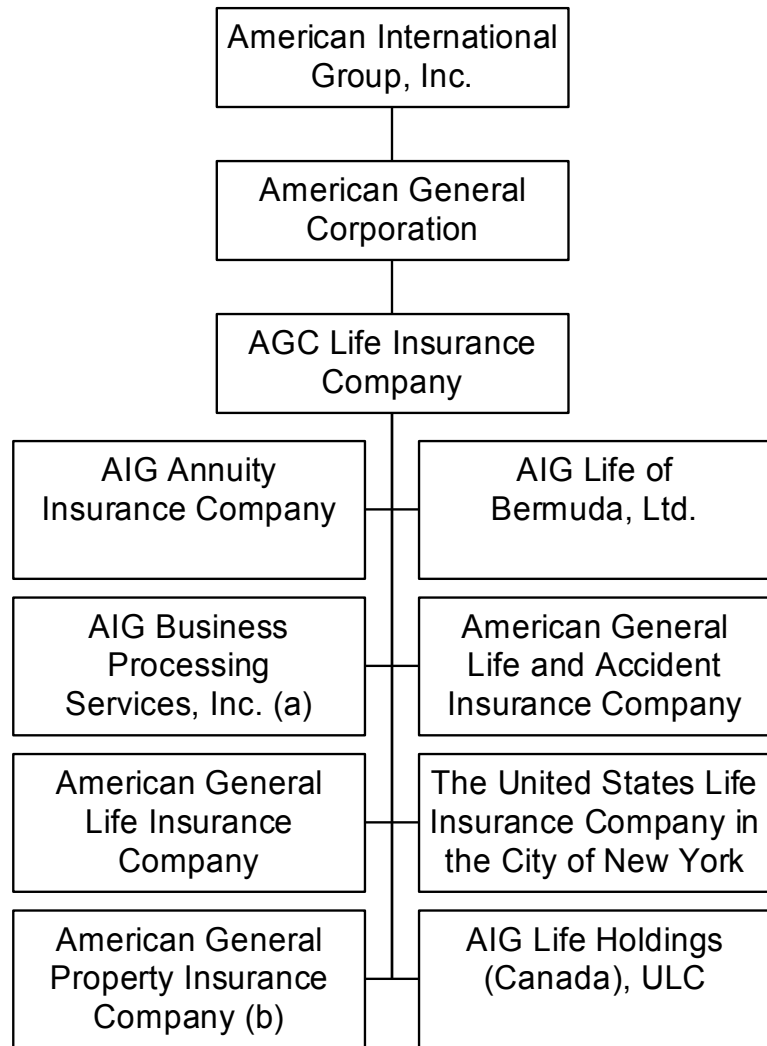 American International
Group, Inc.
American General
Corporation
AGC Life Insurance
Company
AIG Annuity
Insurance Company
AIG Life of
Bermuda, Ltd.
AIG Business
Processing
Services, Inc. (a)
American General
Life and Accident
Insurance Company
American General
Life Insurance
Company
The United States Life
Insurance Company in
the City of New York
American General
Property Insurance
Company (b)
AIG Life Holdings
(Canada), ULC